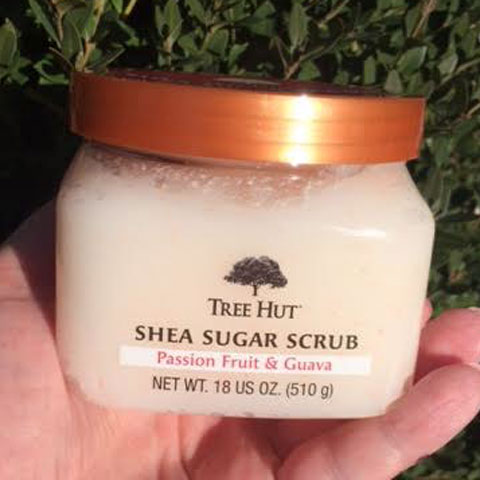 TREE HUT
SHEA SUGAR SCRUB
Passion Fruit & Guava
NET WT. 18 US OZ. (510 g)